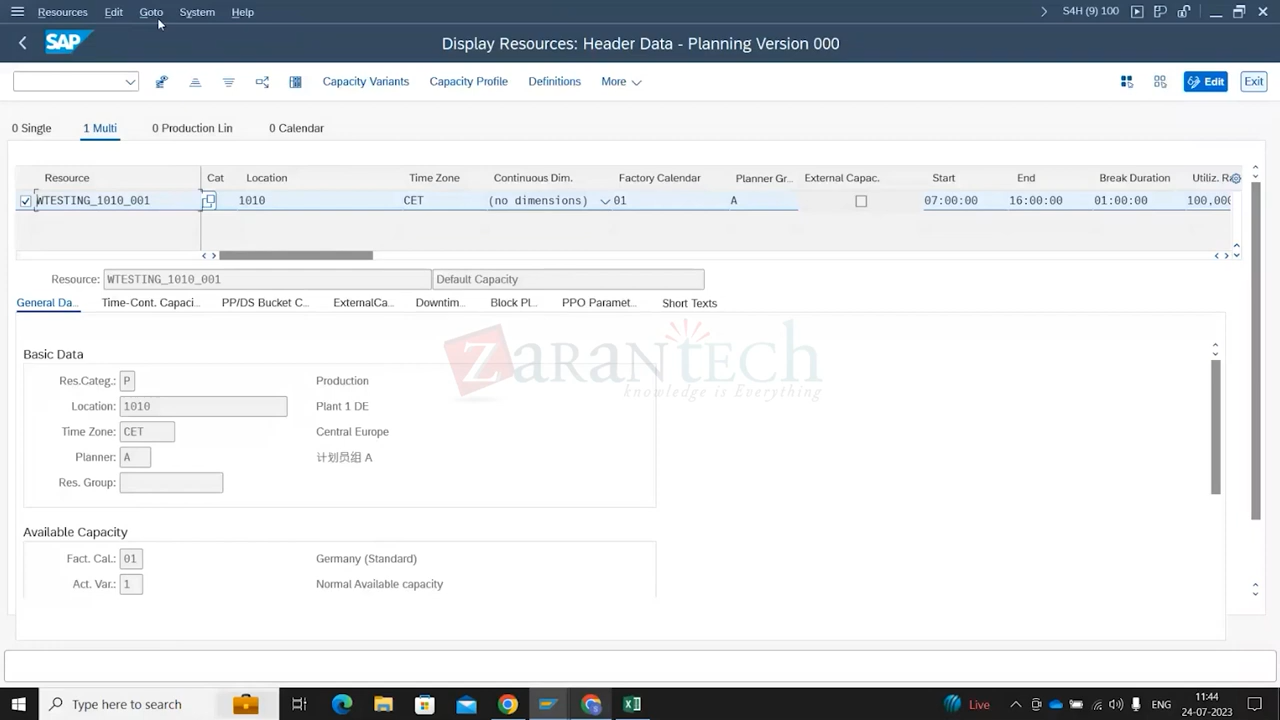 Resources Edit Goto System Help S4H (9) 100
SAP Display Resources: Header Data - Planning Version 000
Capacity Variants Capacity Profile Definitions More Edit Exit
0 Single 1 Multi 0 Production Lin 0 Calendar
Resource Cat Location Time Zone Continuous Dim. Factory Calendar Planner Gr... External Capac. Start End Break Duration Utiliz. Ra
WTESTING_1010_001 1010 CET (no dimensions) 01 A 07:00:00 16:00:00 01:00:00 100,000
Resource: WTESTING_1010_001 Default Capacity
General Da... Time-Cont. Capaci... PP/DS Bucket C... ExternalCa... Downtim... Block Pl... PPO Paramet... Short Texts
zarantech
knowledge is Everything
Basic Data
Res.Categ.: P Production
Location: 1010 Plant 1 DE
Time Zone: CET Central Europe
Planner: A 计划员组 A
Res. Group:
Available Capacity
Fact. Cal.: 01 Germany (Standard)
Act. Var.: 1 Normal Available capacity
Type here to search Live ENG 11:44
24-07-2023